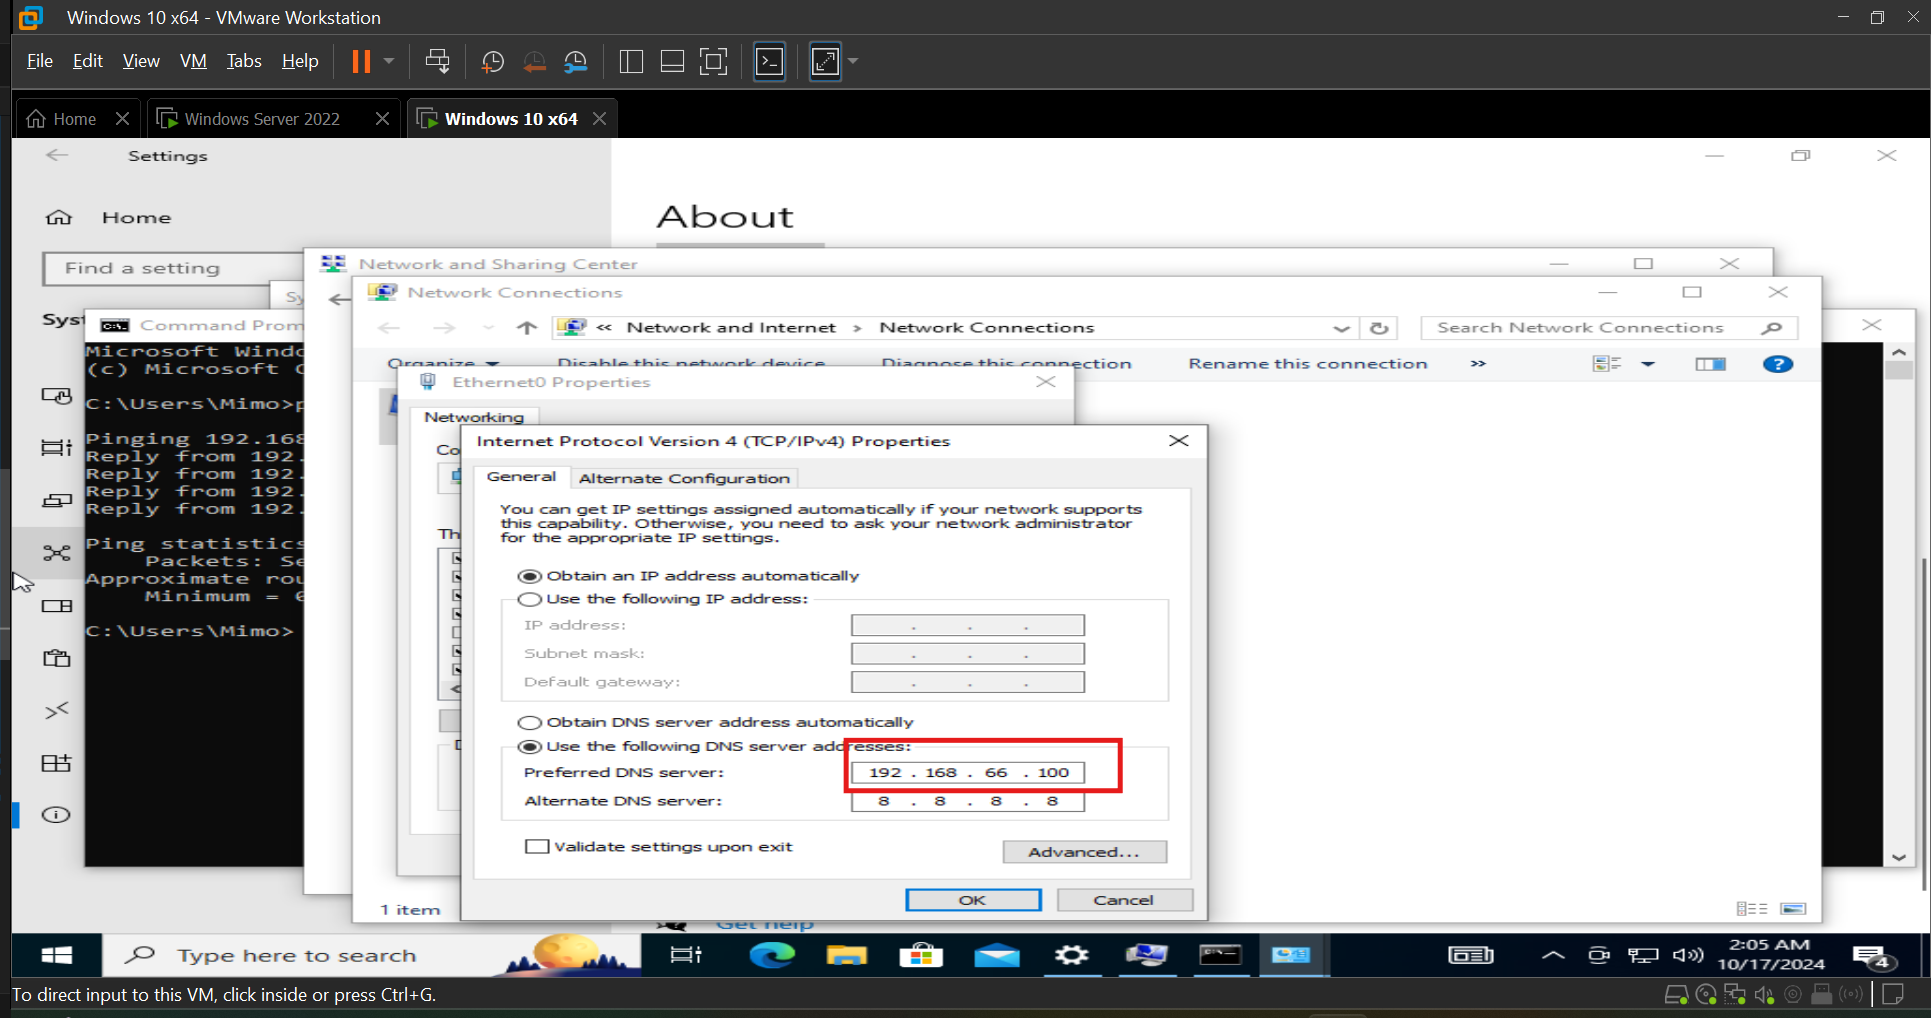 Windows 10 x64 - VMware Workstation
File Edit View VM Tabs Help
Home
Windows Server 2022
Windows 10 x64
Settings
Home
About
Find a setting
Network and Sharing Center
Sy
Network Connections
Syst
Command Prom
« Network and Internet > Network Connections
Search Network Connections
Microsoft Windo
(c) Microsoft C
Organize
Disable this network device
Diagnose this connection
Rename this connection
»
Ethernet0 Properties
C:\Users\Mimo>p
Networking
Pinging 192.168
Reply from 192.
Reply from 192.
Reply from 192.
Reply from 192.
Co
Internet Protocol Version 4 (TCP/IPv4) Properties
General
Alternate Configuration
You can get IP settings assigned automatically if your network supports
this capability. Otherwise, you need to ask your network administrator
for the appropriate IP settings.
Th
Ping statistics
Packets: Se
Approximate rou
Minimum = 0
C:\Users\Mimo>
Obtain an IP address automatically
Use the following IP address:
IP address:
. . .
Subnet mask:
. . .
Default gateway:
. . .
Obtain DNS server address automatically
Use the following DNS server addresses:
Preferred DNS server:
192 . 168 . 66 . 100
Alternate DNS server:
8 . 8 . 8 . 8
Validate settings upon exit
Advanced...
OK
Cancel
1 item
Get help
Type here to search
2:05 AM
10/17/2024
4
To direct input to this VM, click inside or press Ctrl+G.